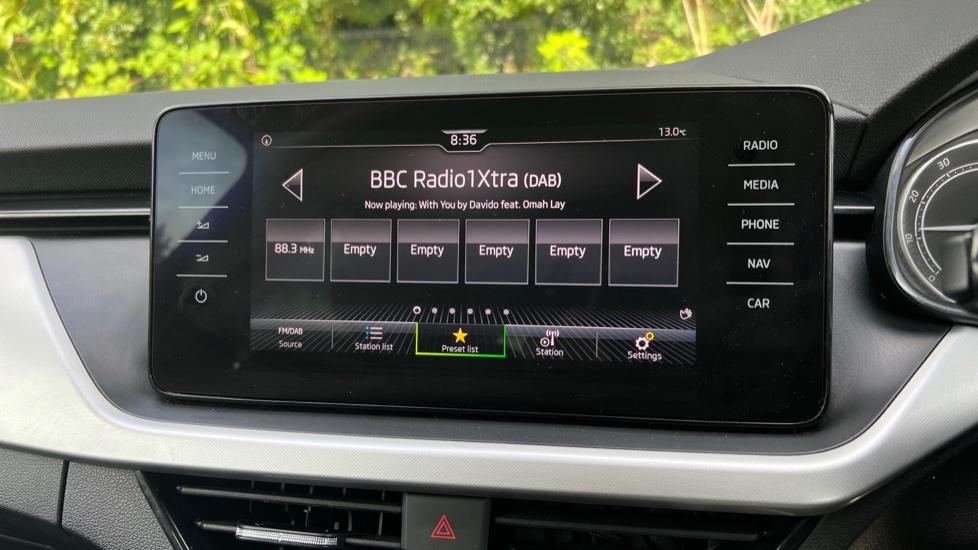 8:36
13.0°C
BBC Radio1Xtra (DAB)
Now playing: With You by Davido feat. Omah Lay
88.3 MHz
Empty
Empty
Empty
Empty
Empty
FM/DAB
Source
Station list
Preset list
Station
Settings
MENU
HOME
RADIO
MEDIA
PHONE
NAV
CAR
30
20
10
0